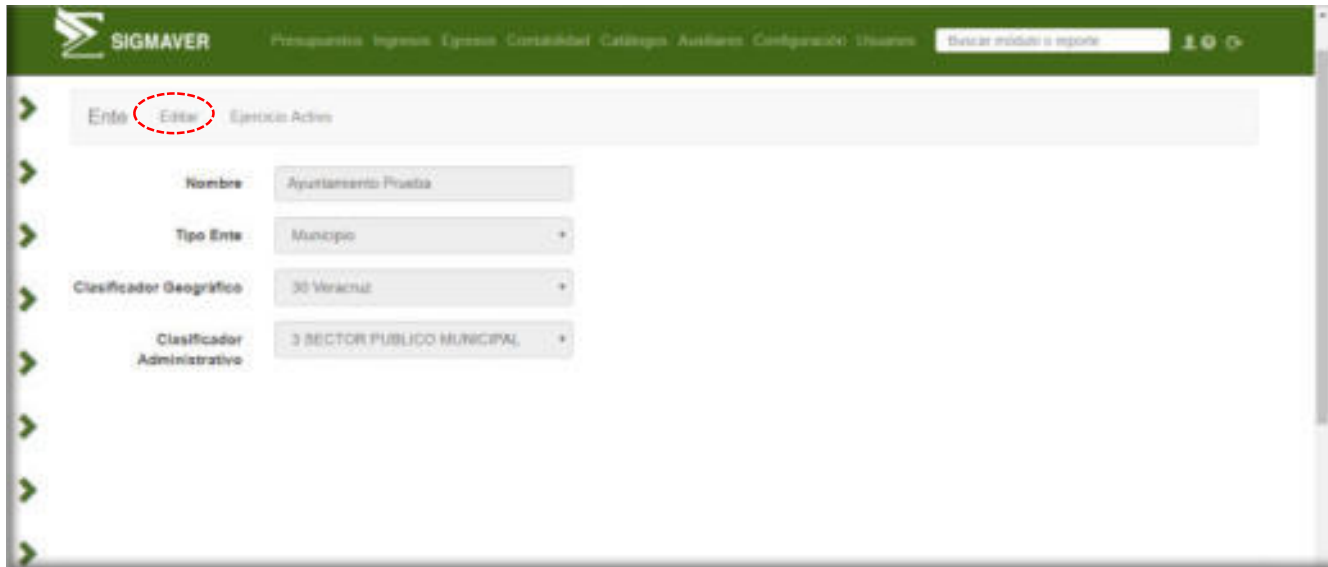 SIGMAVER
Presupuestos Ingresos Egresos Contabilidad Catálogos Auxiliares Configuración Usuarios
Buscar módulo o reporte
Ente Editar Ejercicio Activo
Nombre Ayuntamiento Prueba
Tipo Ente Municipio
Clasificador Geográfico 30 Veracruz
Clasificador
Administrativo
3 SECTOR PUBLICO MUNICIPAL